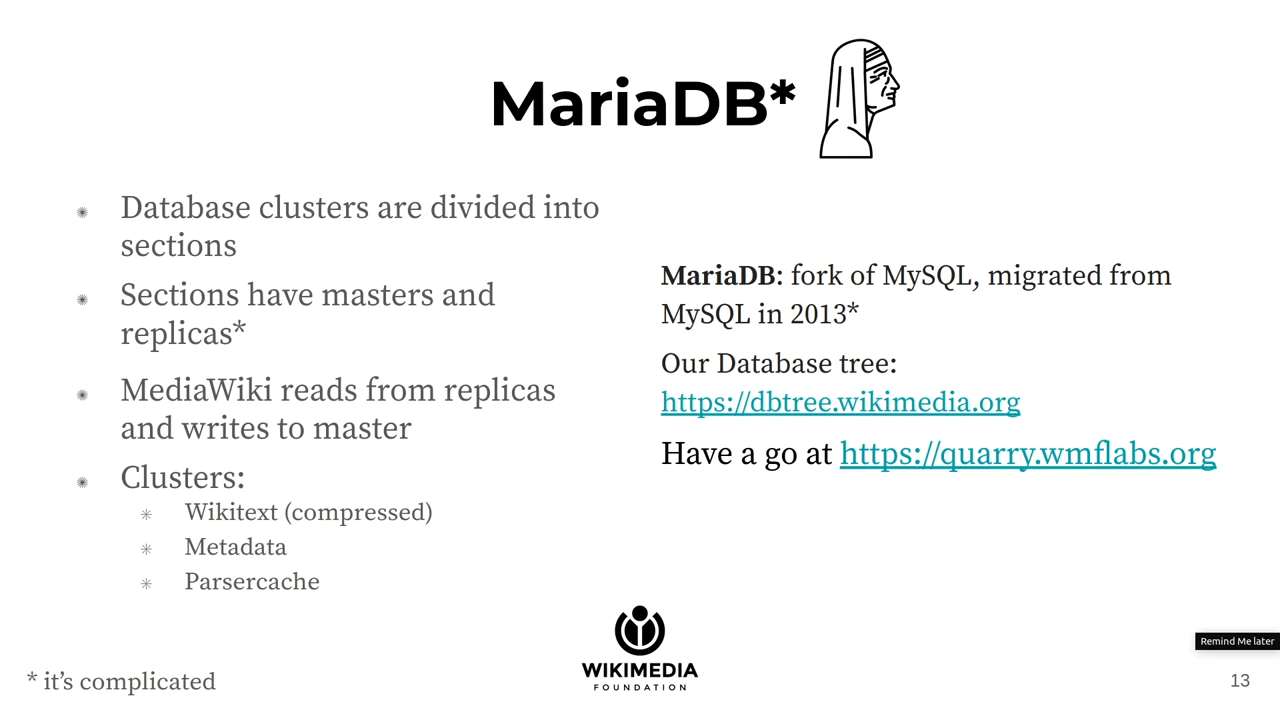 MariaDB*
Database clusters are divided into
sections
Sections have masters and
replicas*
MediaWiki reads from replicas
and writes to master
Clusters:
Wikitext (compressed)
Metadata
Parsercache
MariaDB: fork of MySQL, migrated from
MySQL in 2013*
Our Database tree:
https://dbtree.wikimedia.org
Have a go at https://quarry.wmflabs.org
* it’s complicated
WIKIMEDIA
FOUNDATION
Remind Me later
13